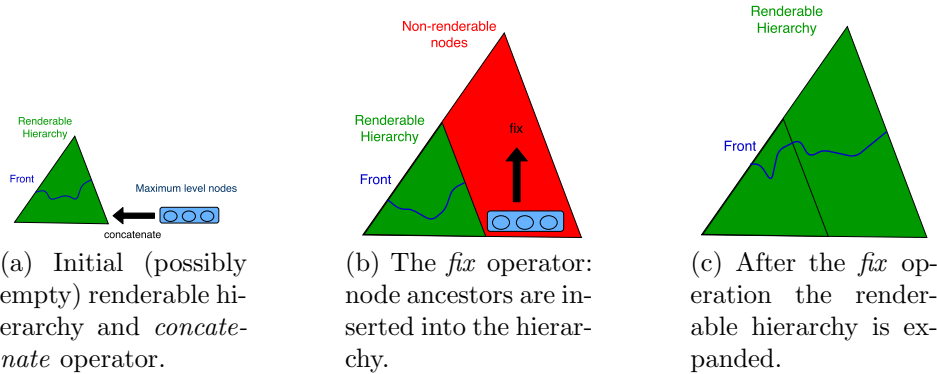 Renderable
Hierarchy
Front
Maximum level nodes
concatenate
(a) Initial (possibly
empty) renderable hi-
erarchy and concate-
nate operator.
Non-renderable
nodes
Renderable
Hierarchy
fix
Front
(b) The fix operator:
node ancestors are in-
serted into the hierar-
chy.
Renderable
Hierarchy
Front
(c) After the fix op-
eration the render-
able hierarchy is ex-
panded.